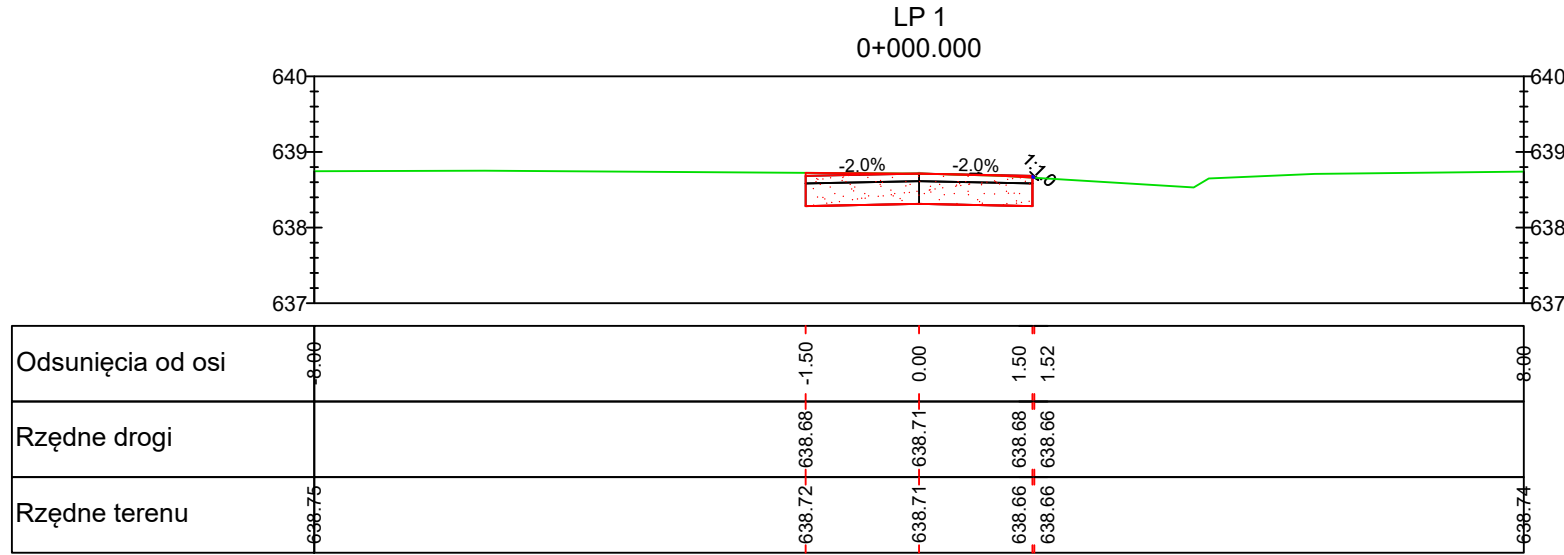 LP 1
0+000.000
640 640
639 639
-2.0% -2.0% 1:1.0
638 638
637 637
Odsunięcia od osi -8.00 -1.50 0.00 1.50 1.52 8.00
Rzędne drogi 638.68 638.71 638.68 638.66
Rzędne terenu 638.75 638.72 638.71 638.66 638.66 638.74